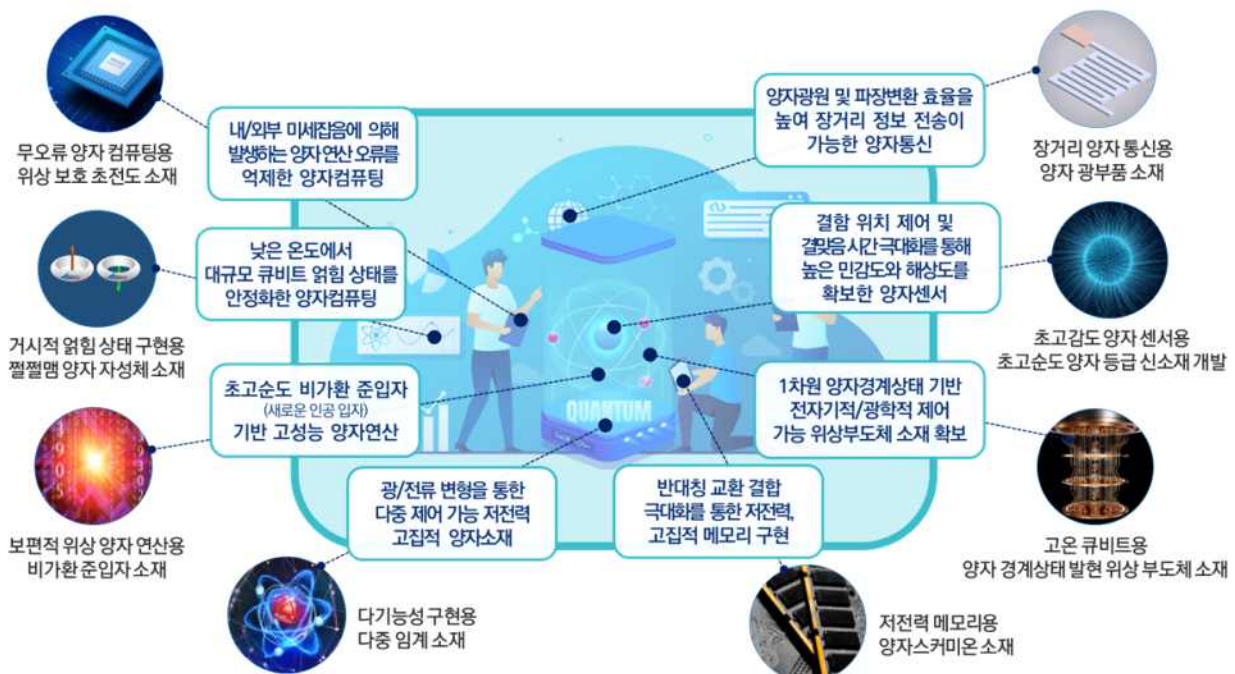 무오류 양자 컴퓨팅용
위상 보호 초전도 소재
내/외부 미세잡음에 의해
발생하는 양자 연산 오류를
억제한 양자컴퓨팅
양자광원 및 파장변환 효율을
높여 장거리 정보 전송이
가능한 양자통신
장거리 양자 통신용
양자 광부품 소재
거시적 얽힘 상태 구현용
쩔쩔맴 양자 자성체 소재
낮은 온도에서
대규모 큐비트 얽힘 상태를
안정화한 양자컴퓨팅
결함 위치 제어 및
결맞음 시간 극대화를 통해
높은 민감도와 해상도를
확보한 양자센서
초고감도 양자 센서용
초고순도 양자 등급 신소재 개발
보편적 위상 양자 연산용
비가환 준입자 소재
초고순도 비가환 준입자
(새로운 인공 입자)
기반 고성능 양자연산
QUANTUM
1차원 양자경계상태 기반
전자기적/광학적 제어
가능 위상부도체 소재 확보
고온 큐비트용
양자 경계상태 발현 위상 부도체 소재
광/전류 변형을 통한
다중 제어 가능 저전력
고집적 양자소재
반대칭 교환 결합
극대화를 통한 저전력,
고집적 메모리 구현
다기능성 구현용
다중 임계 소재
저전력 메모리용
양자스커미온 소재